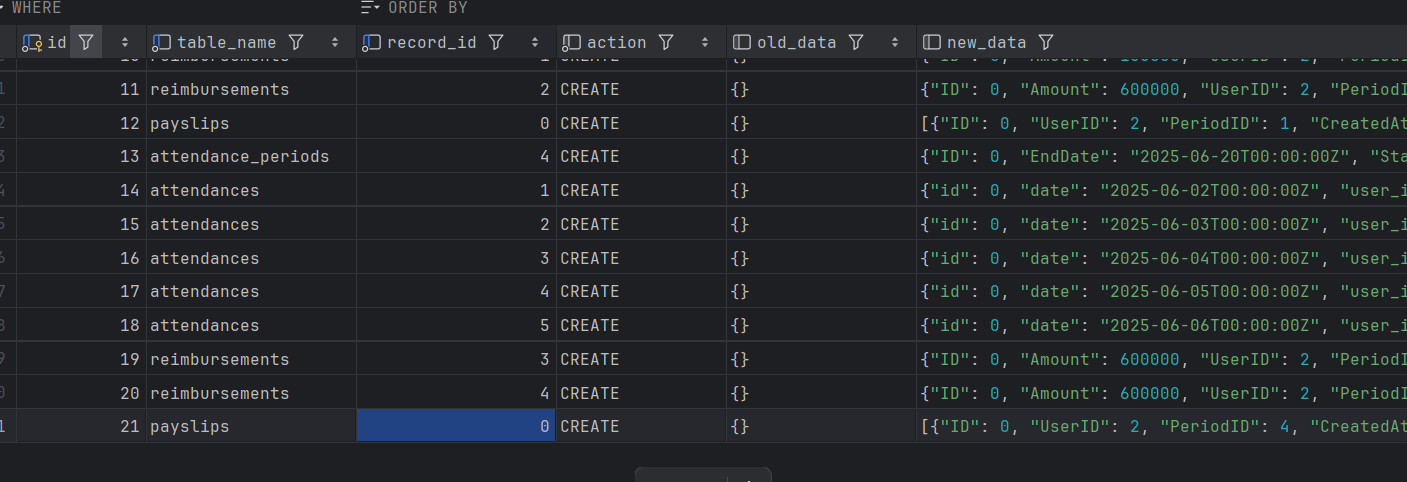 WHERE ORDER BY
id table_name record_id action old_data new_data
11 reimbursements 2 CREATE {} {"ID": 0, "Amount": 600000, "UserID": 2, "PeriodI
12 payslips 0 CREATE {} [{"ID": 0, "UserID": 2, "PeriodID": 1, "CreatedAt
13 attendance_periods 4 CREATE {} {"ID": 0, "EndDate": "2025-06-20T00:00:00Z", "Sta
14 attendances 1 CREATE {} {"id": 0, "date": "2025-06-02T00:00:00Z", "user_i
15 attendances 2 CREATE {} {"id": 0, "date": "2025-06-03T00:00:00Z", "user_i
16 attendances 3 CREATE {} {"id": 0, "date": "2025-06-04T00:00:00Z", "user_i
17 attendances 4 CREATE {} {"id": 0, "date": "2025-06-05T00:00:00Z", "user_i
18 attendances 5 CREATE {} {"id": 0, "date": "2025-06-06T00:00:00Z", "user_i
19 reimbursements 3 CREATE {} {"ID": 0, "Amount": 600000, "UserID": 2, "PeriodI
20 reimbursements 4 CREATE {} {"ID": 0, "Amount": 600000, "UserID": 2, "PeriodI
21 payslips 0 CREATE {} [{"ID": 0, "UserID": 2, "PeriodID": 4, "CreatedAt